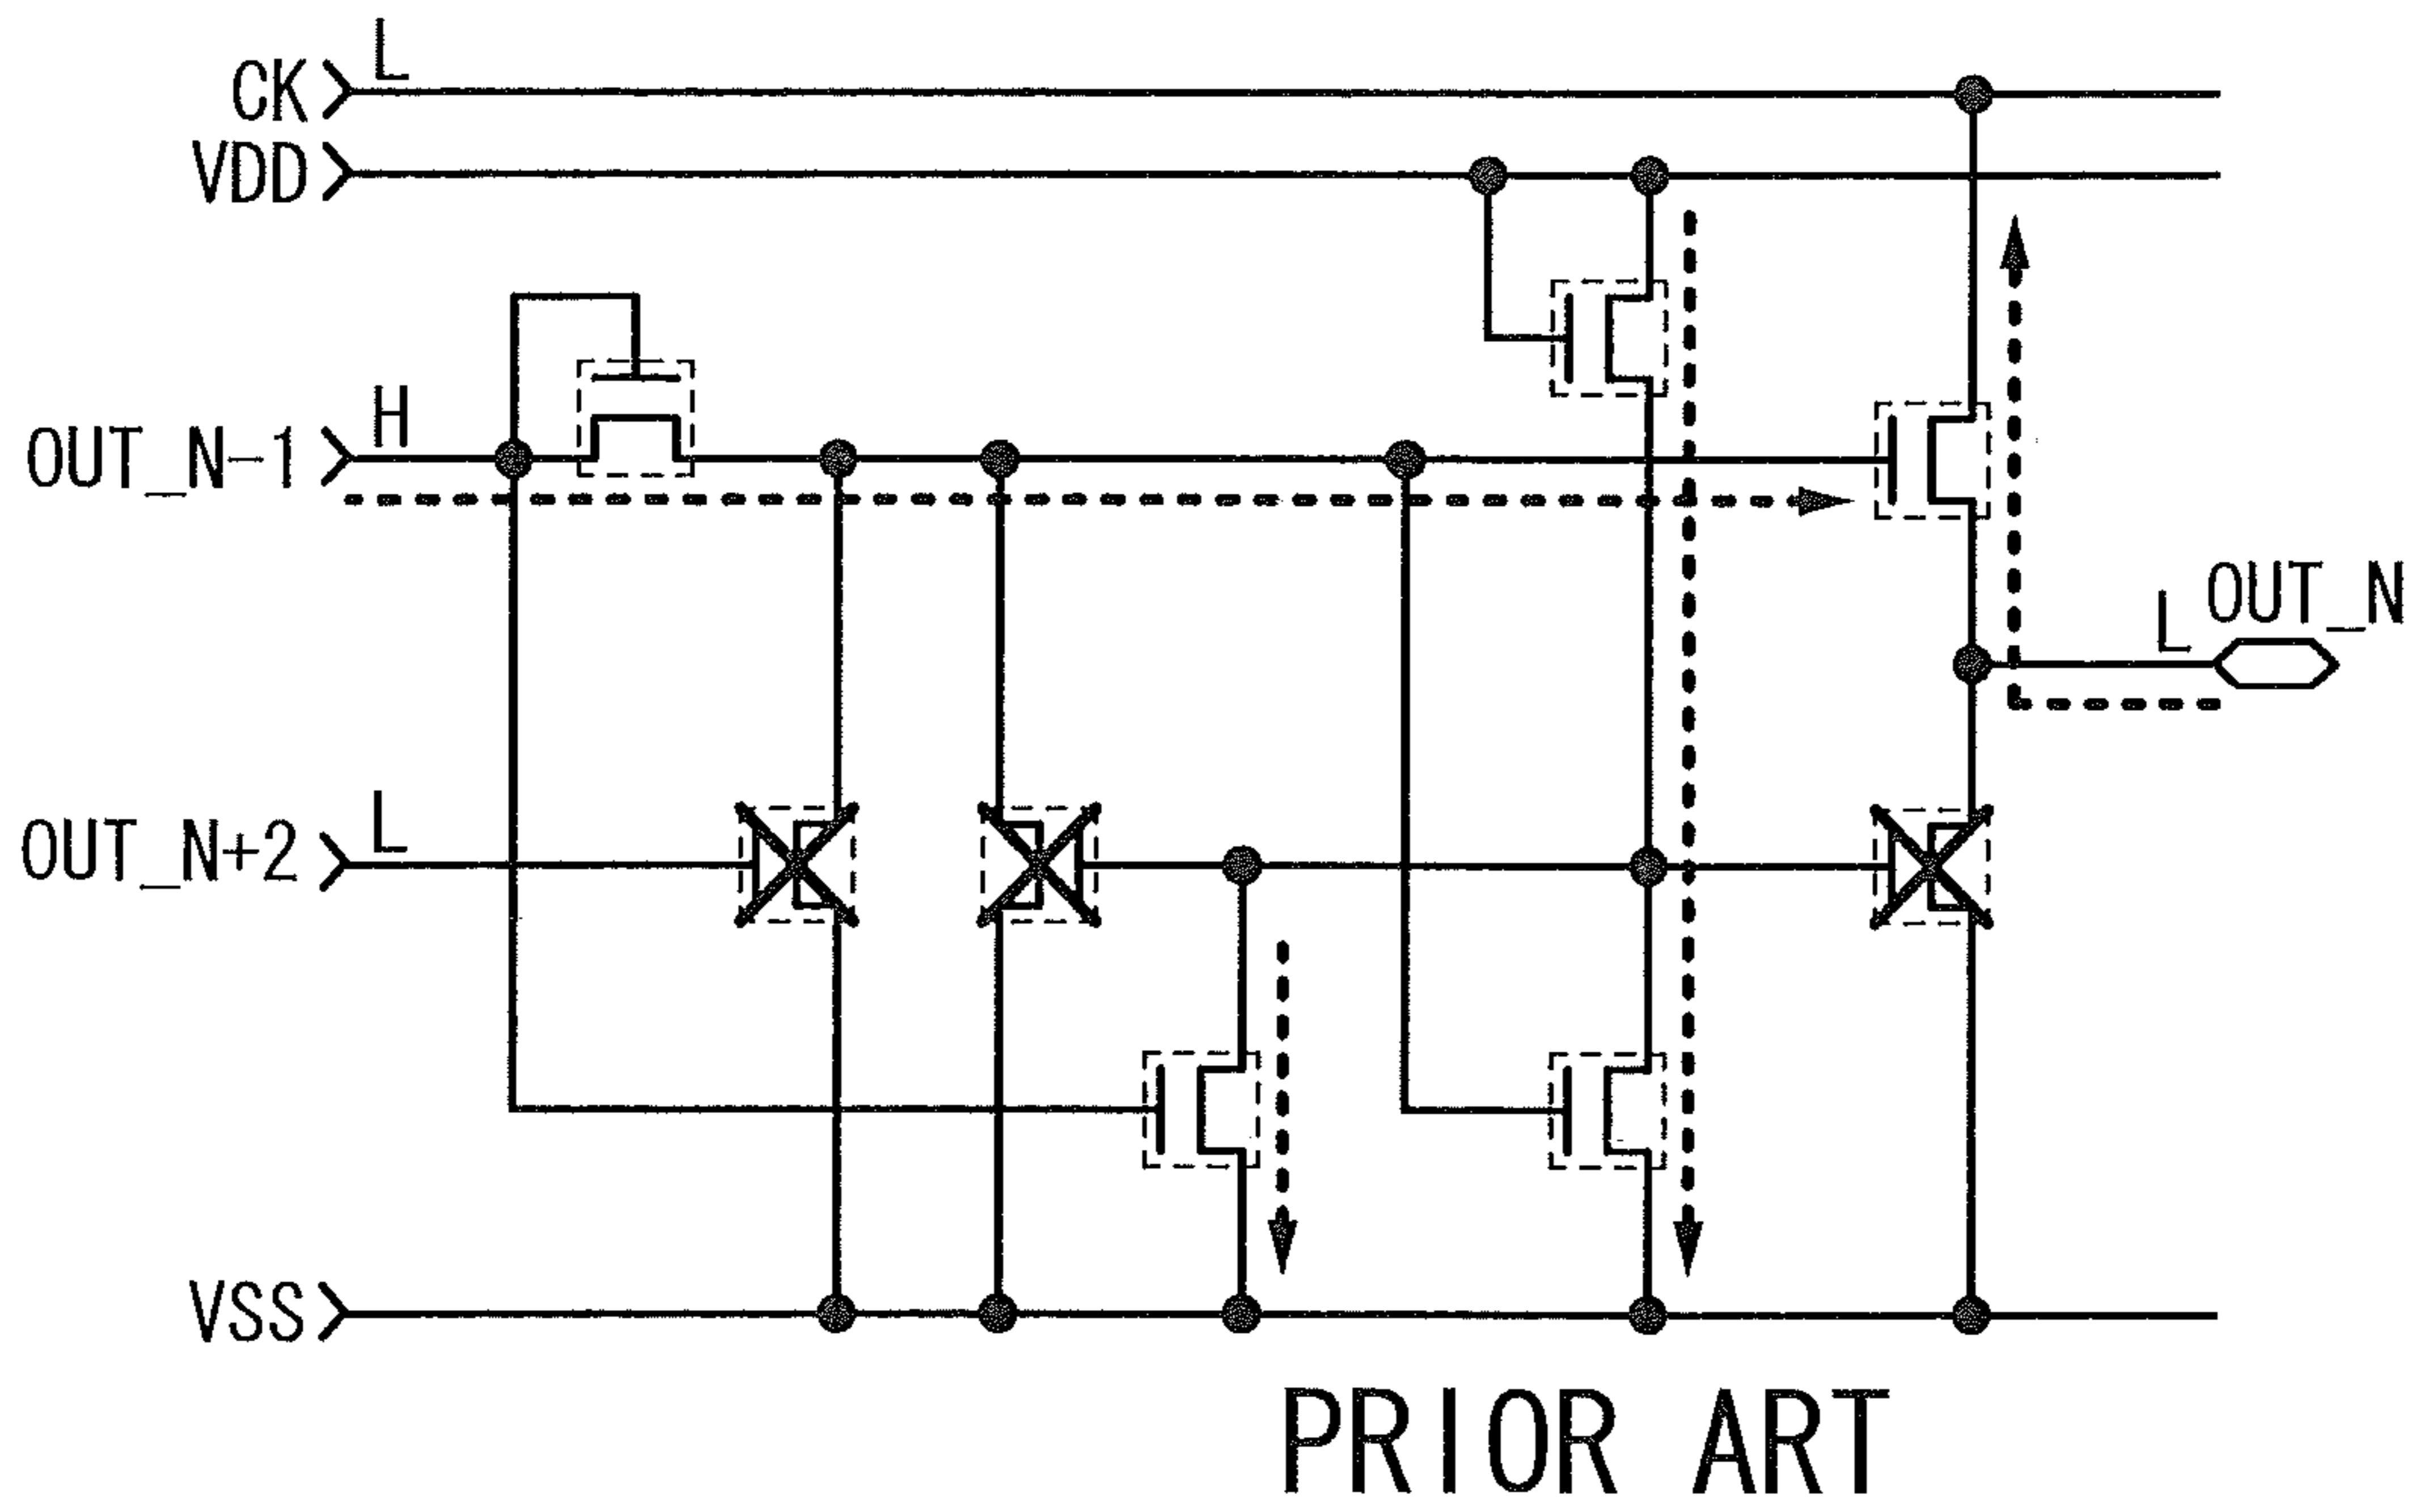 L
CK
VDD
H
OUT_N-1
OUT_N
L
L
OUT_N+2
VSS
PRIOR ART